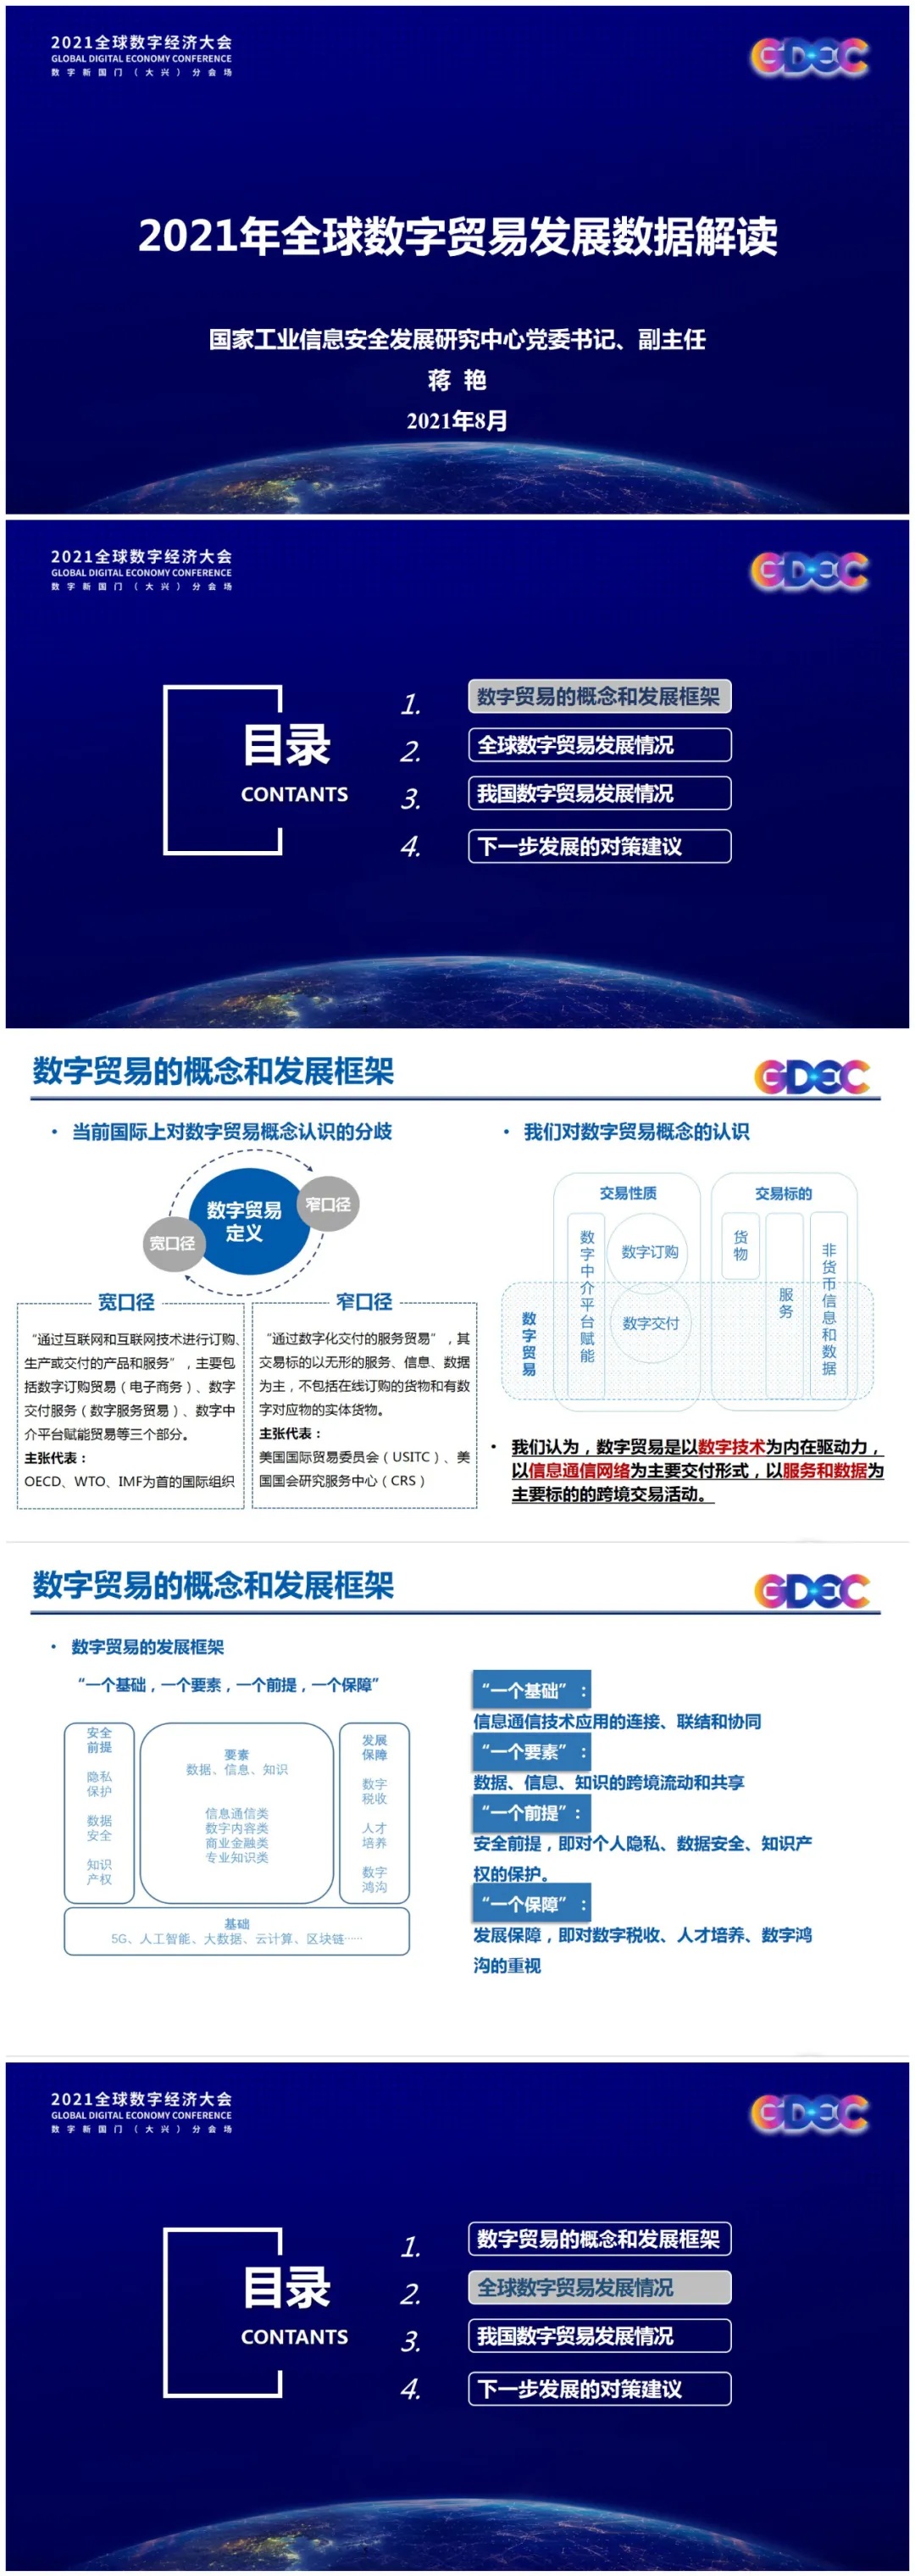 2021全球数字经济大会
GLOBAL DIGITAL ECONOMY CONFERENCE
数字新国门（大兴）分会场
GDEC
2021年全球数字贸易发展数据解读
国家工业信息安全发展研究中心党委书记、副主任
蒋 艳
2021年8月
2021全球数字经济大会
GLOBAL DIGITAL ECONOMY CONFERENCE
数字新国门（大兴）分会场
GDEC
目录
CONTANTS
1. 数字贸易的概念和发展框架
2. 全球数字贸易发展情况
3. 我国数字贸易发展情况
4. 下一步发展的对策建议
数字贸易的概念和发展框架
GDEC
• 当前国际上对数字贸易概念认识的分歧
数字贸易
定义
窄口径
宽口径
宽口径
“通过互联网和互联网技术进行订购、
生产或交付的产品和服务”，主要包
括数字订购贸易（电子商务）、数字
交付服务（数字服务贸易）、数字中
介平台赋能贸易等三个部分。
主张代表：
OECD、WTO、IMF为首的国际组织
窄口径
“通过数字化交付的服务贸易”，其
交易标的以无形的服务、信息、数据
为主，不包括在线订购的货物和有数
字对应物的实体货物。
主张代表：
美国国际贸易委员会（USITC）、美
国国会研究服务中心（CRS）
• 我们对数字贸易概念的认识
交易性质
交易标的
数字中介平台赋能
数字订购
数字交付
货物
服务
非货币信息和数据
数字贸易
• 我们认为，数字贸易是以数字技术为内在驱动力，
以信息通信网络为主要交付形式，以服务和数据为
主要标的的跨境交易活动。
数字贸易的概念和发展框架
GDEC
• 数字贸易的发展框架
“一个基础，一个要素，一个前提，一个保障”
安全
前提
隐私
保护
数据
安全
知识
产权
要素
数据、信息、知识
信息通信类
数字内容类
商业金融类
专业知识类
发展
保障
数字
税收
人才
培养
数字
鸿沟
基础
5G、人工智能、大数据、云计算、区块链……
“一个基础”：
信息通信技术应用的连接、联结和协同
“一个要素”：
数据、信息、知识的跨境流动和共享
“一个前提”：
安全前提，即对个人隐私、数据安全、知识产
权的保护。
“一个保障”：
发展保障，即对数字税收、人才培养、数字鸿
沟的重视
2021全球数字经济大会
GLOBAL DIGITAL ECONOMY CONFERENCE
数字新国门（大兴）分会场
GDEC
目录
CONTANTS
1. 数字贸易的概念和发展框架
2. 全球数字贸易发展情况
3. 我国数字贸易发展情况
4. 下一步发展的对策建议